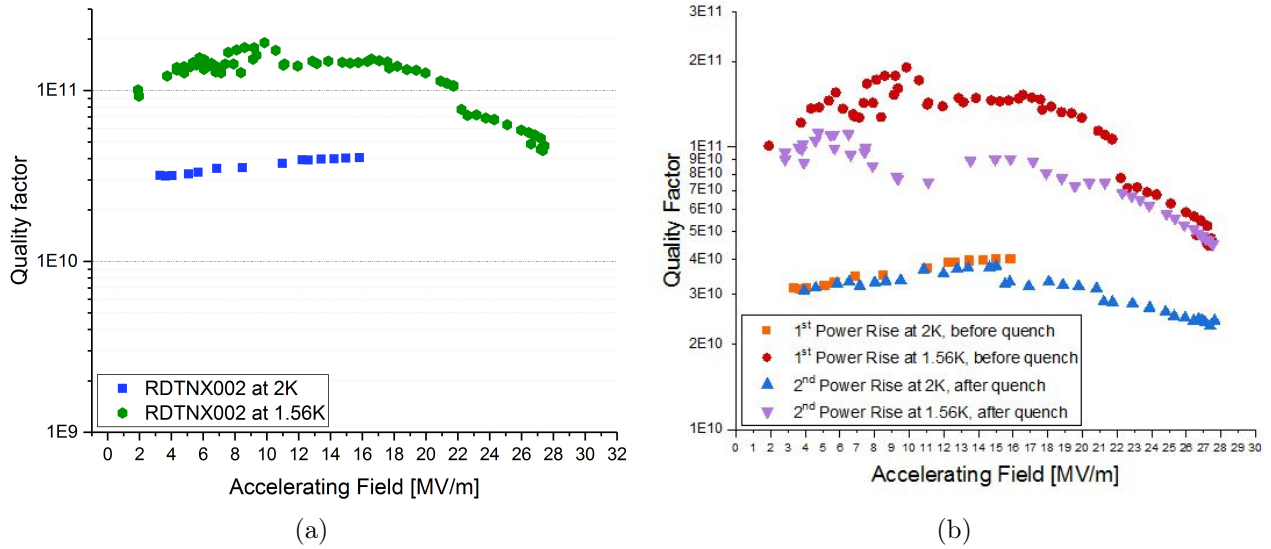 1E11
1E10
1E9
Quality factor
RDTNX002 at 2K
RDTNX002 at 1.56K
0 2 4 6 8 10 12 14 16 18 20 22 24 26 28 30 32
Accelerating Field [MV/m]
(a)
3E11
2E11
1E11
9E10
8E10
7E10
6E10
5E10
4E10
3E10
2E10
1E10
Quality Factor
1st Power Rise at 2K, before quench
1st Power Rise at 1.56K, before quench
2nd Power Rise at 2K, after quench
2nd Power Rise at 1.56K, after quench
0 1 2 3 4 5 6 7 8 9 10 11 12 13 14 15 16 17 18 19 20 21 22 23 24 25 26 27 28 29 30
Accelerating Field [MV/m]
(b)